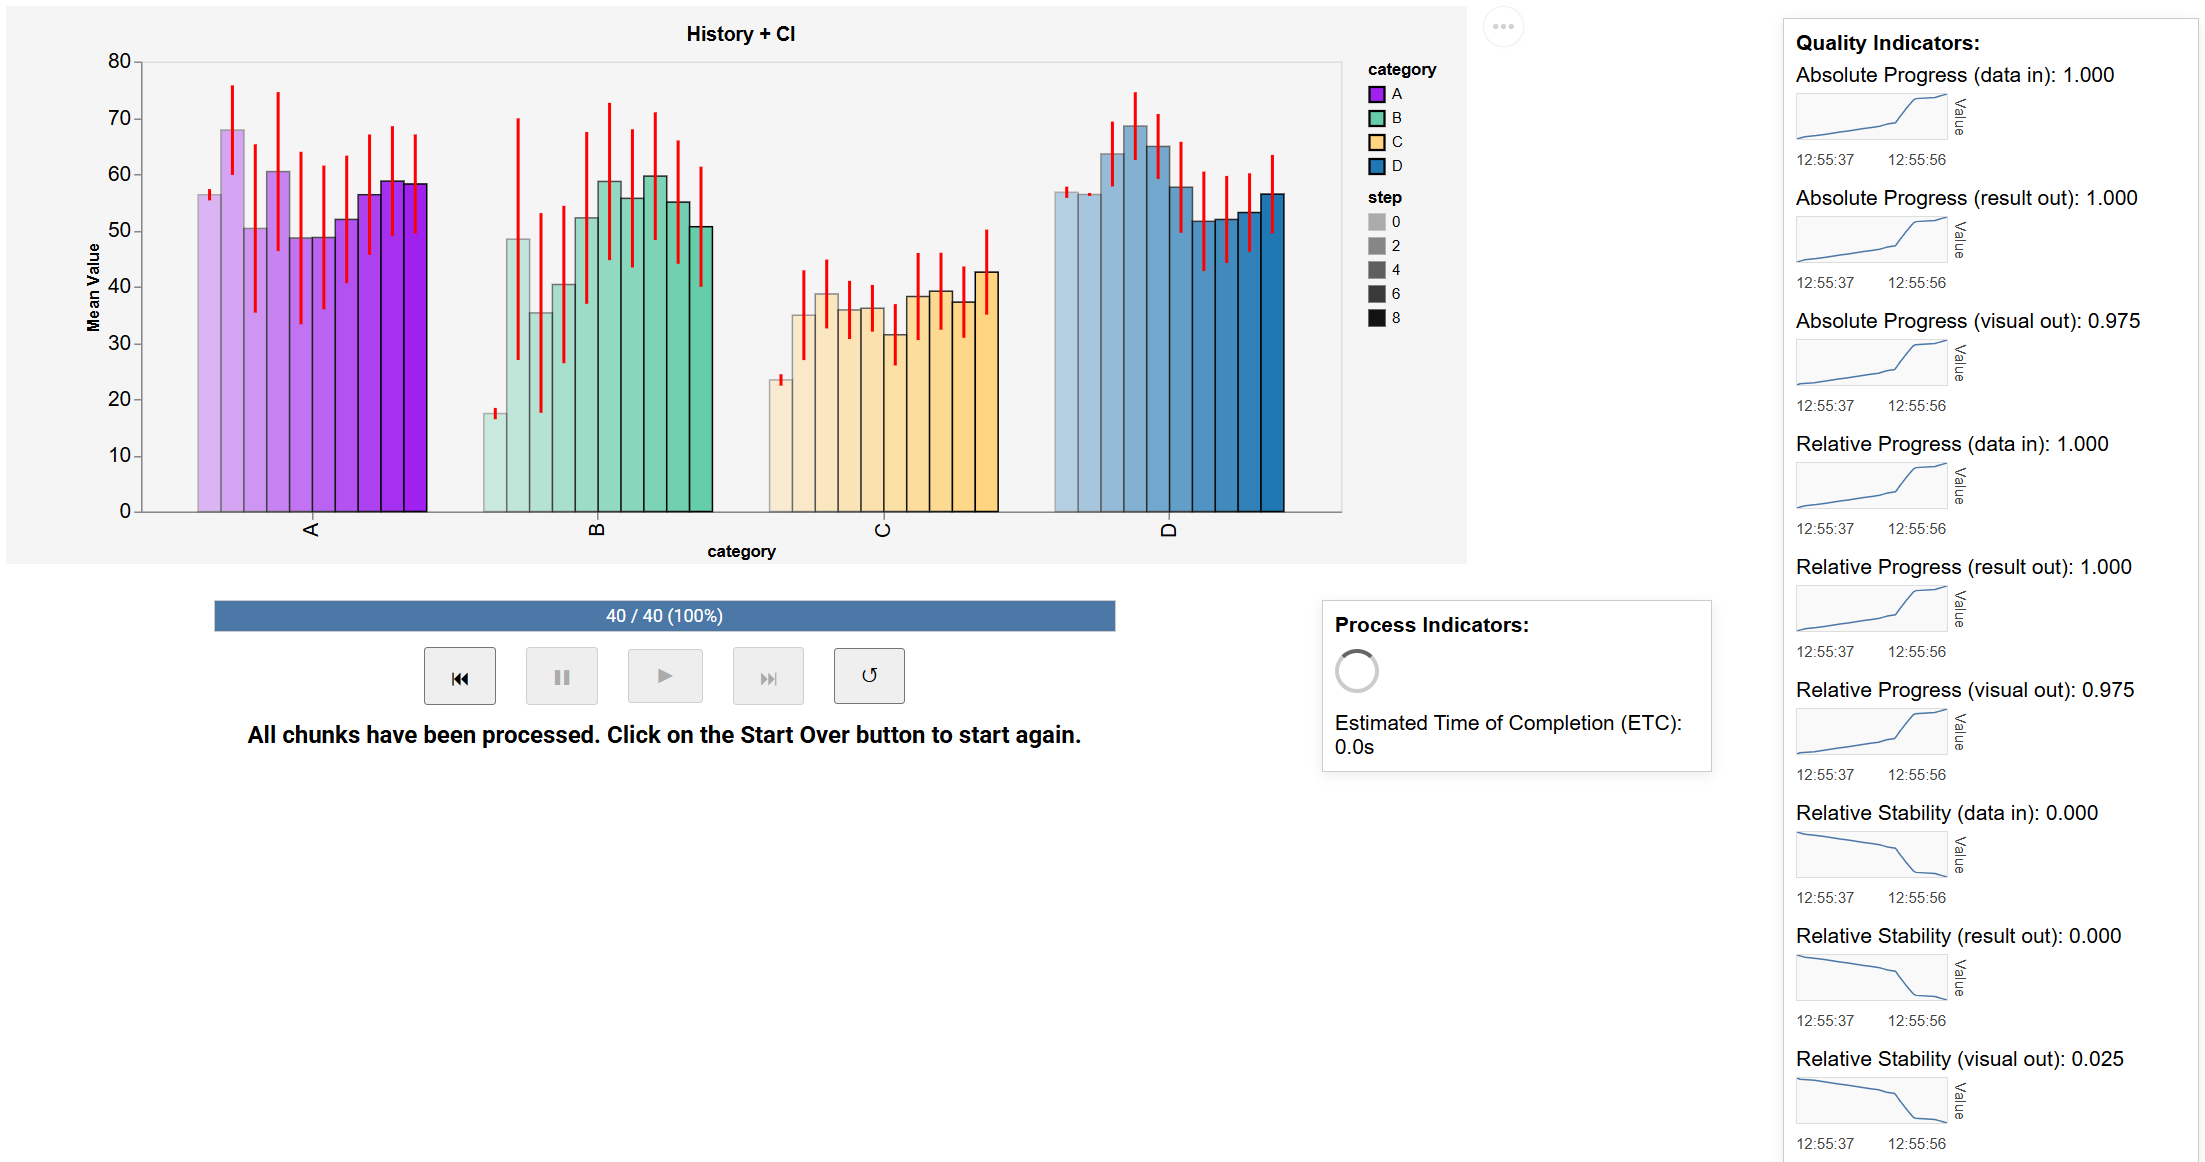 History + CI
80
70
60
50
40
30
20
10
0
Mean Value
A
B
C
D
category
category
A
B
C
D
step
0
2
4
6
8
40 / 40 (100%)
All chunks have been processed. Click on the Start Over button to start again.
Process Indicators:
Estimated Time of Completion (ETC):
0.0s
Quality Indicators:
Absolute Progress (data in): 1.000
Value
12:55:37 12:55:56
Absolute Progress (result out): 1.000
Value
12:55:37 12:55:56
Absolute Progress (visual out): 0.975
Value
12:55:37 12:55:56
Relative Progress (data in): 1.000
Value
12:55:37 12:55:56
Relative Progress (result out): 1.000
Value
12:55:37 12:55:56
Relative Progress (visual out): 0.975
Value
12:55:37 12:55:56
Relative Stability (data in): 0.000
Value
12:55:37 12:55:56
Relative Stability (result out): 0.000
Value
12:55:37 12:55:56
Relative Stability (visual out): 0.025
Value
12:55:37 12:55:56